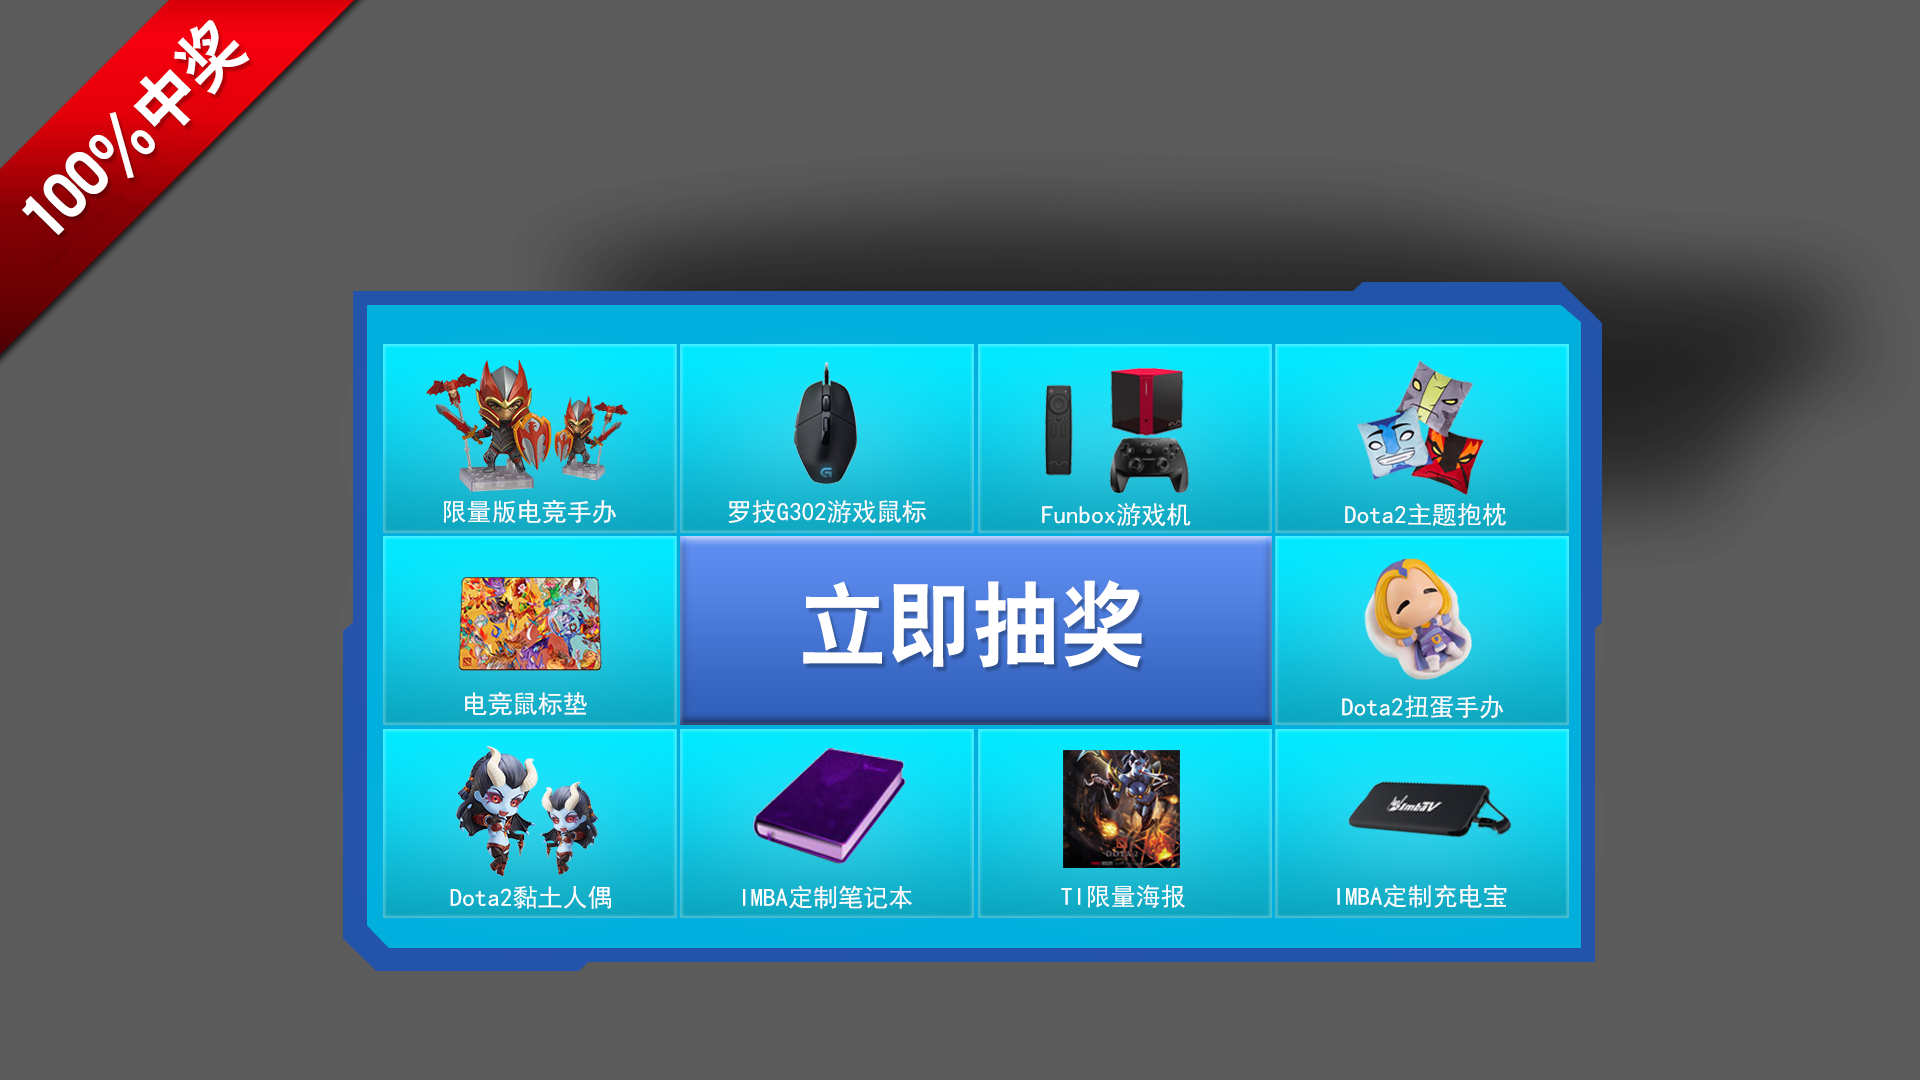 100%中奖
限量版电竞手办
罗技G302游戏鼠标
Funbox游戏机
Dota2主题抱枕
电竞鼠标垫
立即抽奖
Dota2扭蛋手办
Dota2黏土人偶
IMBA定制笔记本
TI限量海报
ImbaTV
IMBA定制充电宝